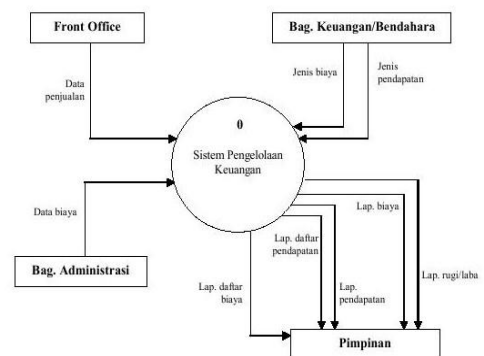 Front Office
Bag. Keuangan/Bendahara
Data
penjualan
Jenis biaya
Jenis
pendapatan
0
Sistem Pengelolaan
Keuangan
Data biaya
Lap. biaya
Bag. Administrasi
Lap. daftar
pendapatan
Lap. rugi/laba
Lap. daftar
biaya
Lap.
pendapatan
Pimpinan